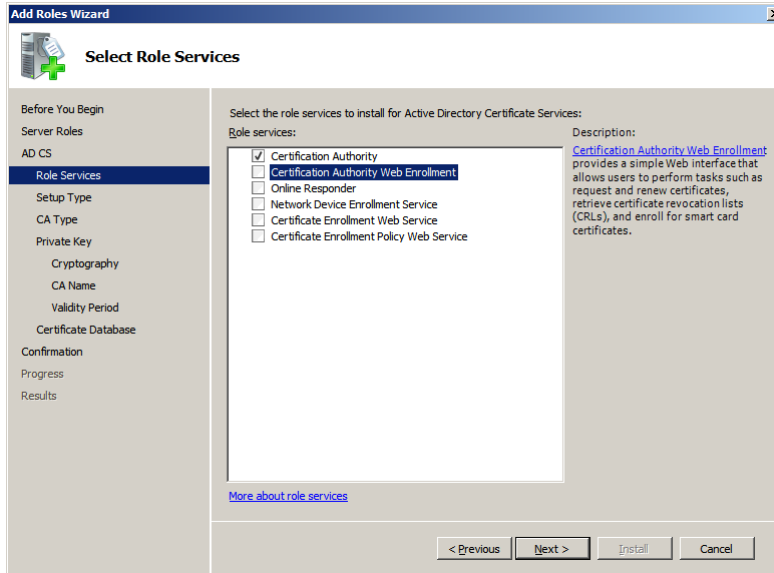 Add Roles Wizard
Select Role Services
Before You Begin
Server Roles
AD CS
Role Services
Setup Type
CA Type
Private Key
Cryptography
CA Name
Validity Period
Certificate Database
Confirmation
Progress
Results
Select the role services to install for Active Directory Certificate Services:
Role services:
Certification Authority
Certification Authority Web Enrollment
Online Responder
Network Device Enrollment Service
Certificate Enrollment Web Service
Certificate Enrollment Policy Web Service
More about role services
Description:
Certification Authority Web Enrollment
provides a simple Web interface that
allows users to perform tasks such as
request and renew certificates,
retrieve certificate revocation lists
(CRLs), and enroll for smart card
certificates.
< Previous
Next >
Install
Cancel